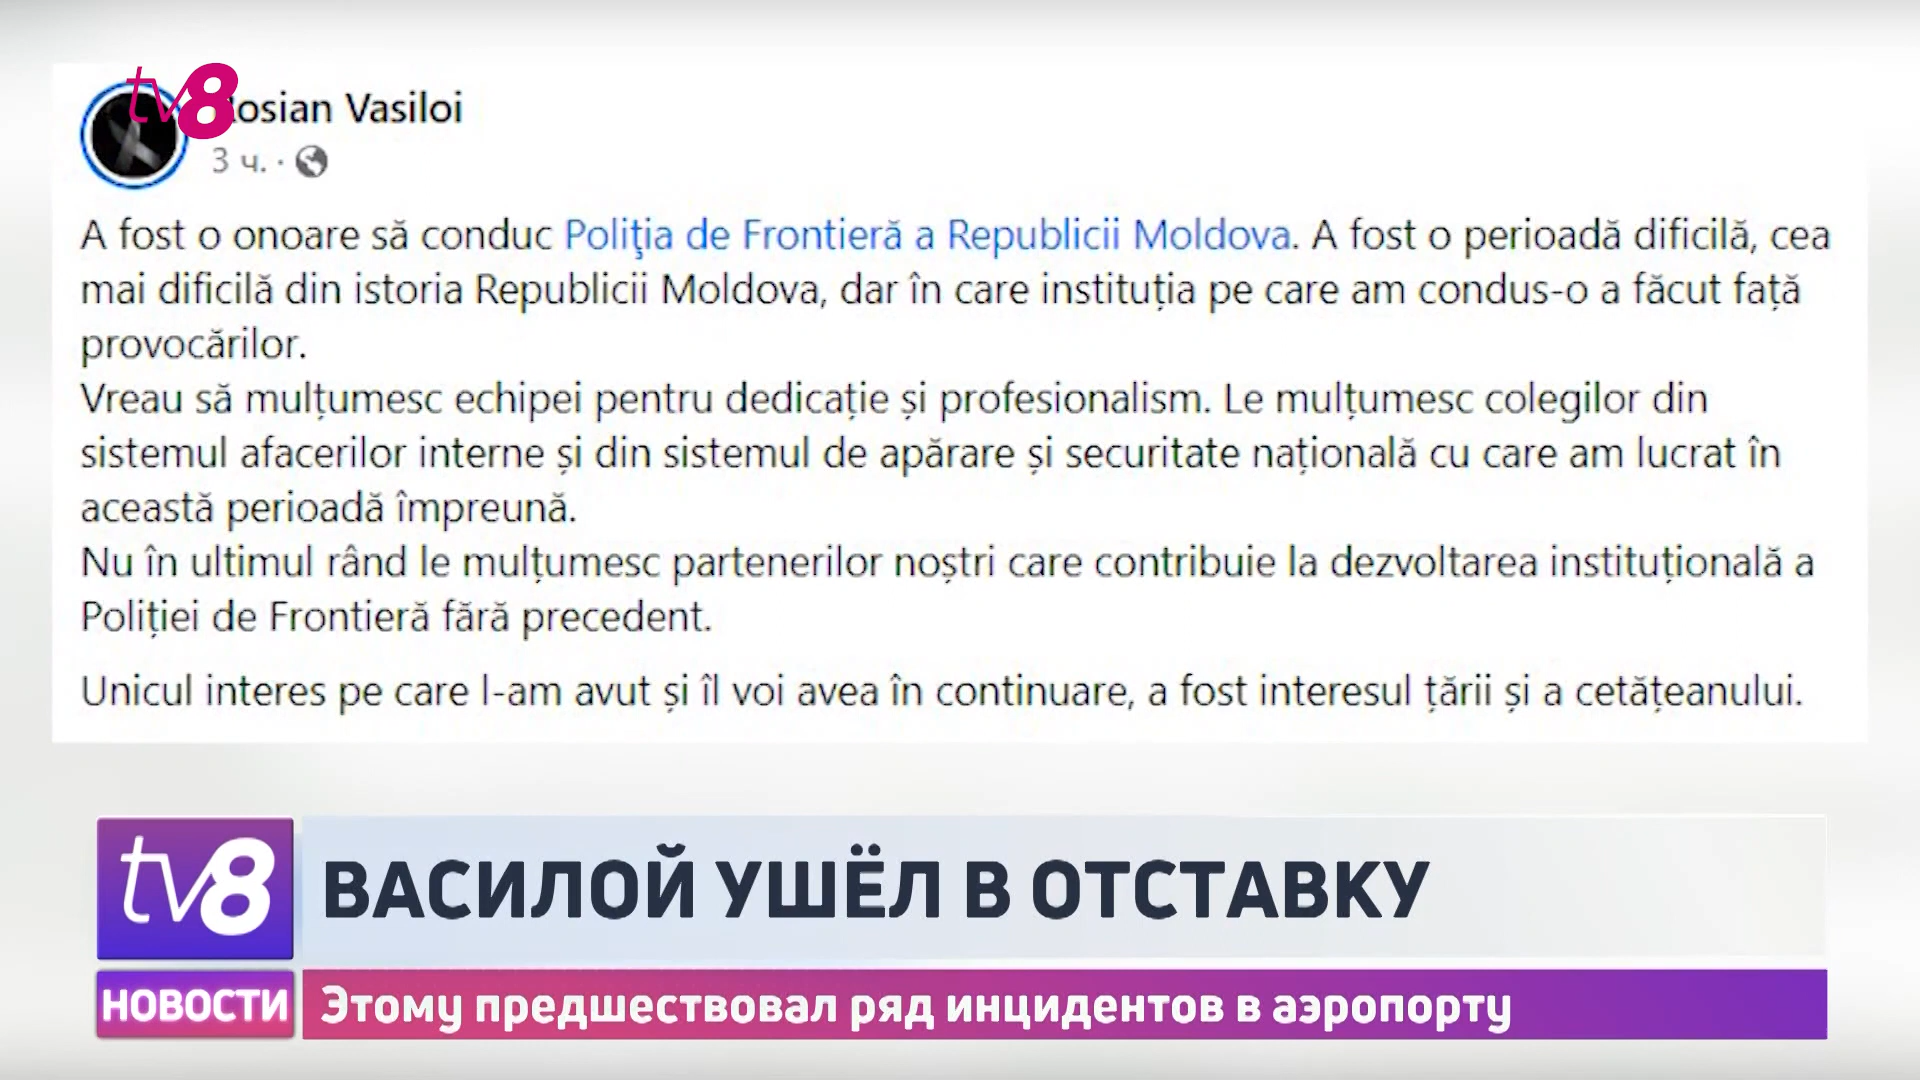 tv8
osian Vasiloi
3 ч. ·
A fost o onoare să conduc Poliţia de Frontieră a Republicii Moldova. A fost o perioadă dificilă, cea
mai dificilă din istoria Republicii Moldova, dar în care instituția pe care am condus-o a făcut față
provocărilor.
Vreau să mulțumesc echipei pentru dedicație și profesionalism. Le mulțumesc colegilor din
sistemul afacerilor interne și din sistemul de apărare și securitate națională cu care am lucrat în
această perioadă împreună.
Nu în ultimul rând le mulțumesc partenerilor noștri care contribuie la dezvoltarea instituțională a
Poliției de Frontieră fără precedent.
Unicul interes pe care l-am avut și îl voi avea în continuare, a fost interesul țării și a cetățeanului.
tv8
ВАСИЛОЙ УШЁЛ В ОТСТАВКУ
НОВОСТИ
Этому предшествовал ряд инцидентов в аэропорту